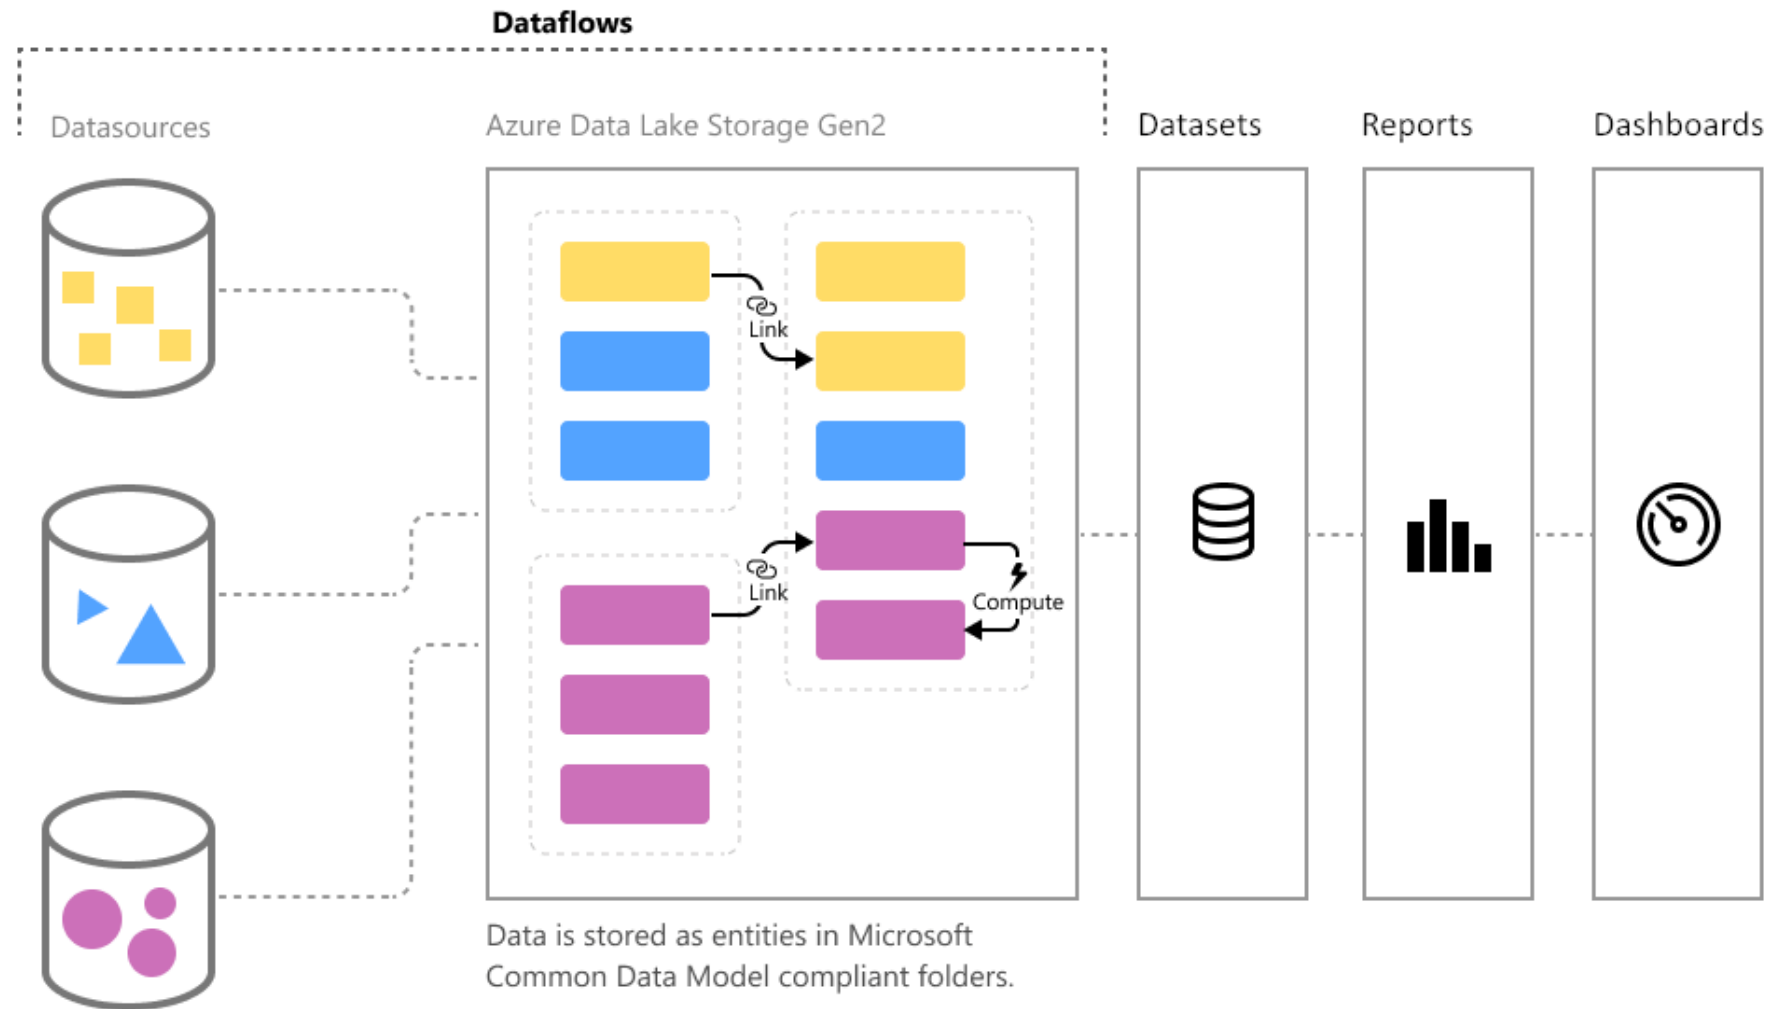 Dataflows
Datasources
Azure Data Lake Storage Gen2
Datasets
Reports
Dashboards
Link
Link
Compute
Data is stored as entities in Microsoft
Common Data Model compliant folders.